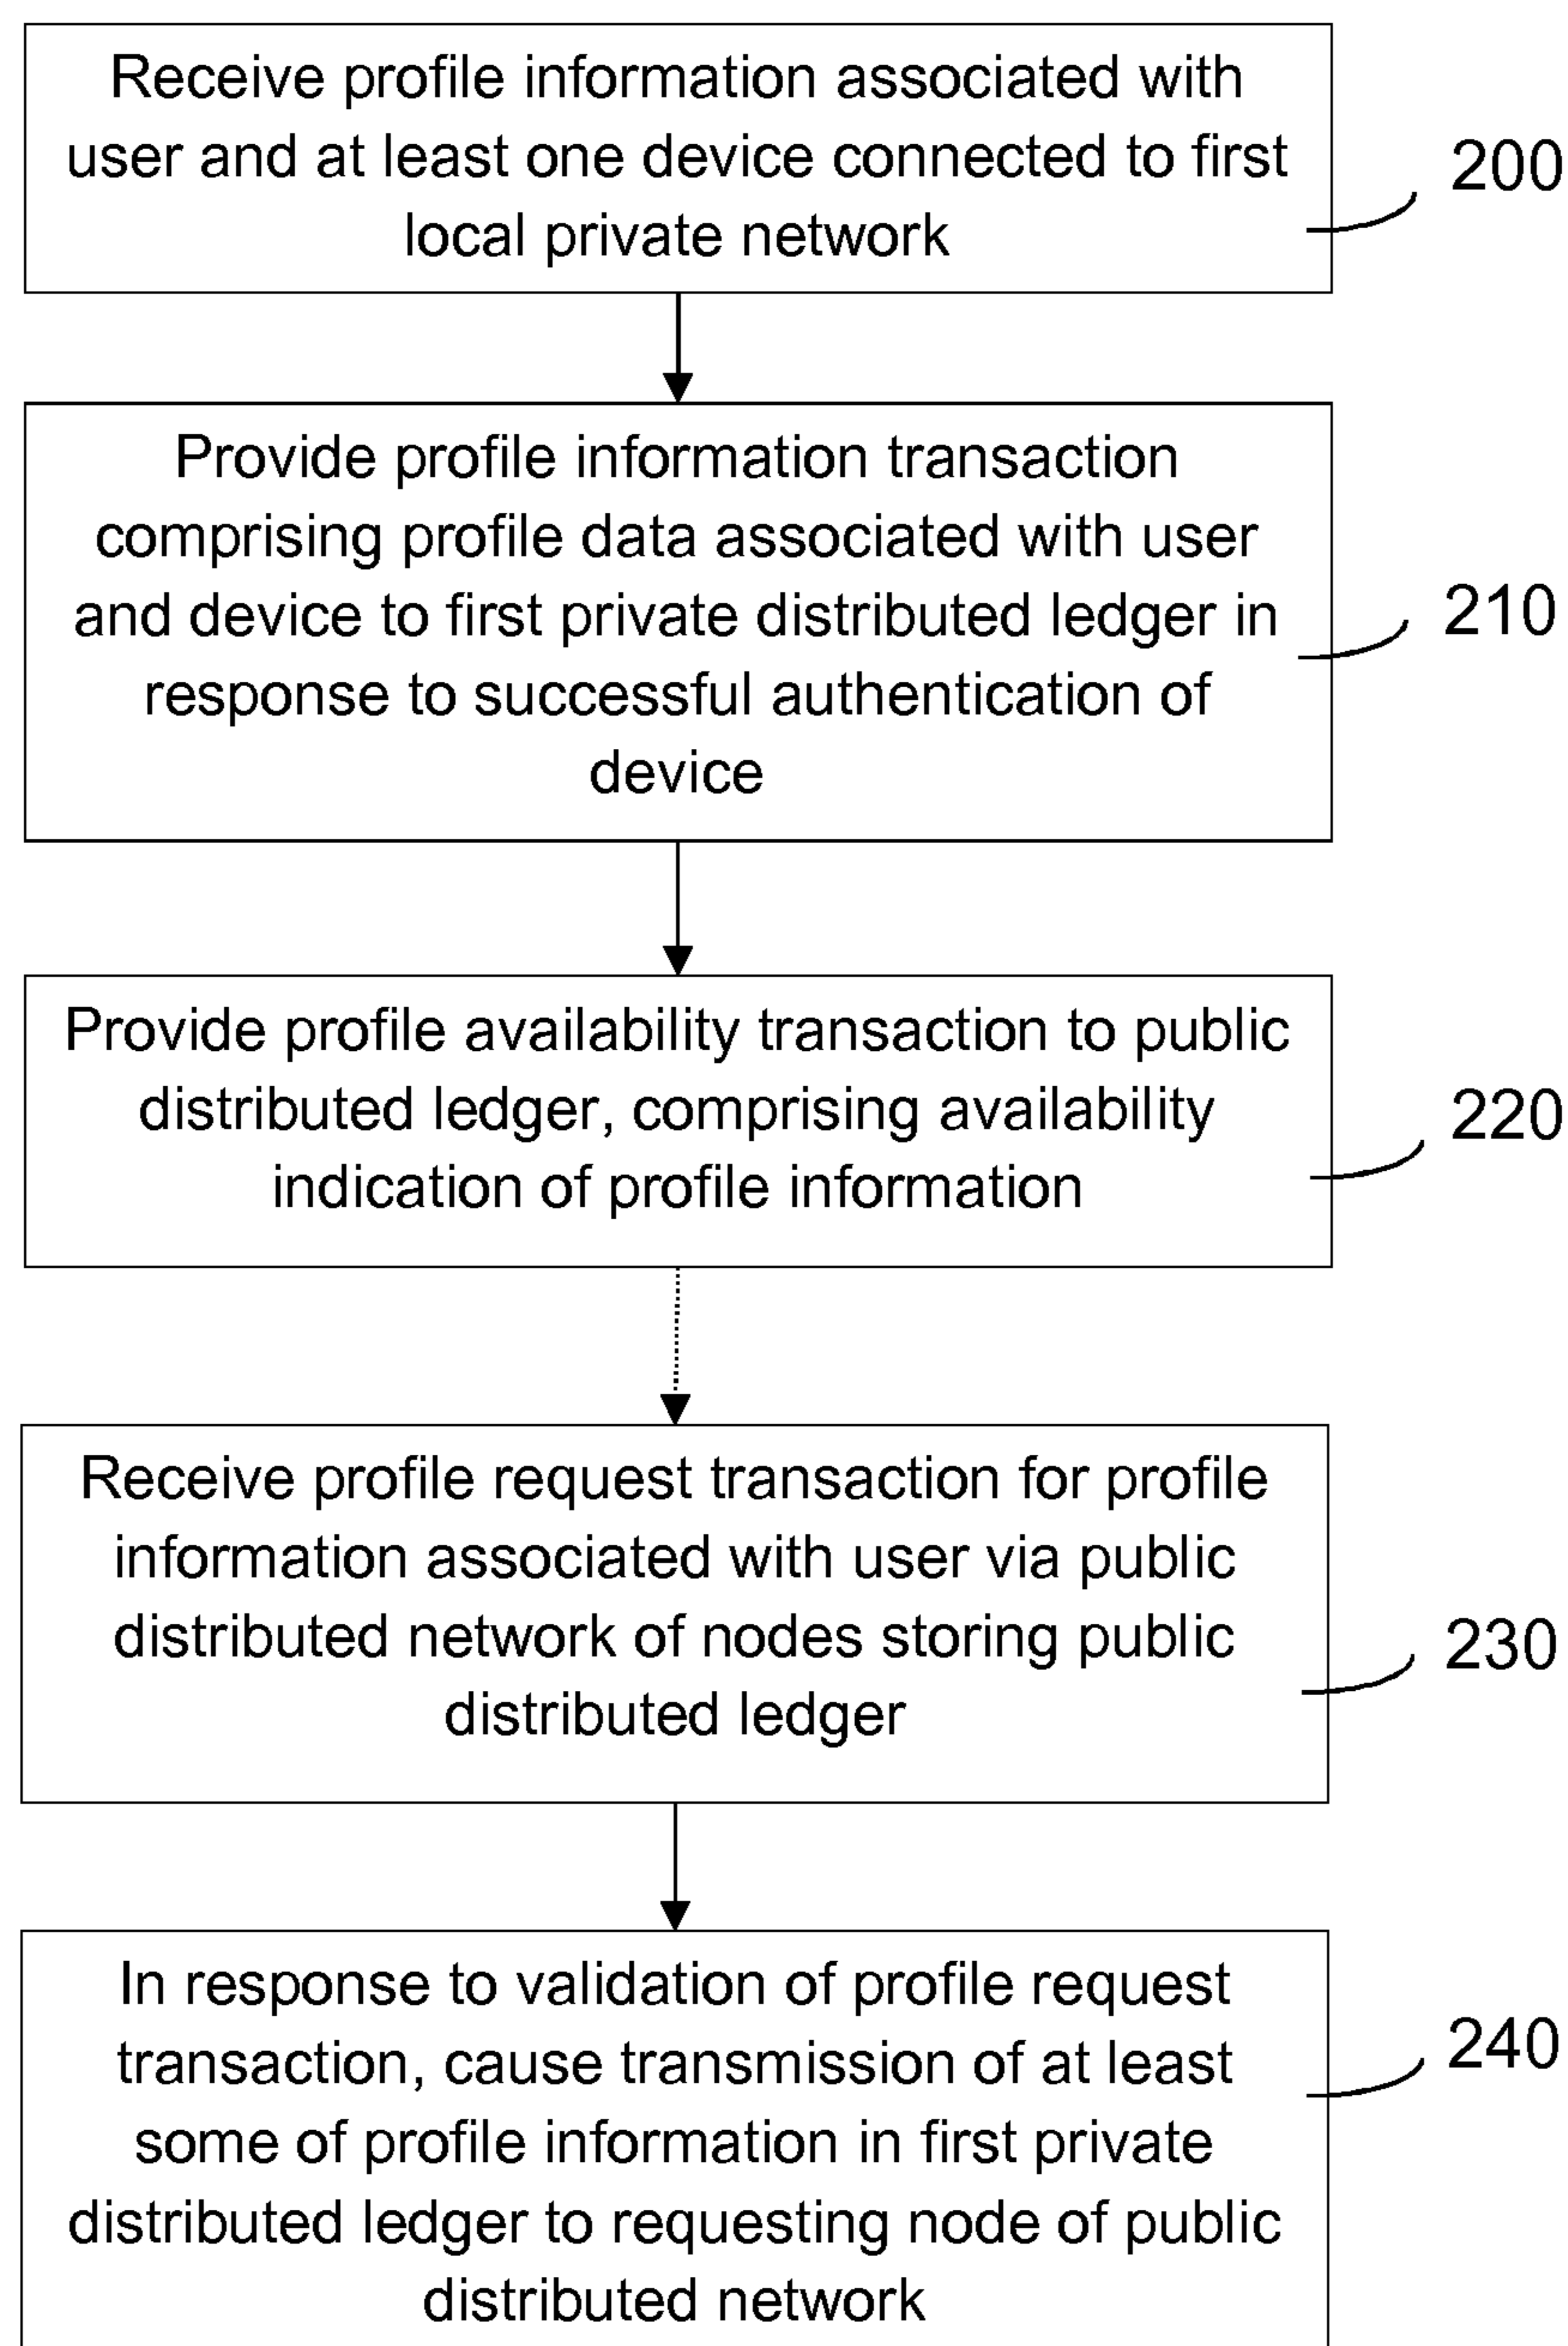 Receive profile information associated with
user and at least one device connected to first
local private network
200
Provide profile information transaction
comprising profile data associated with user
and device to first private distributed ledger in
response to successful authentication of
device
210
Provide profile availability transaction to public
distributed ledger, comprising availability
indication of profile information
220
Receive profile request transaction for profile
information associated with user via public
distributed network of nodes storing public
distributed ledger
230
In response to validation of profile request
transaction, cause transmission of at least
some of profile information in first private
distributed ledger to requesting node of public
distributed network
240